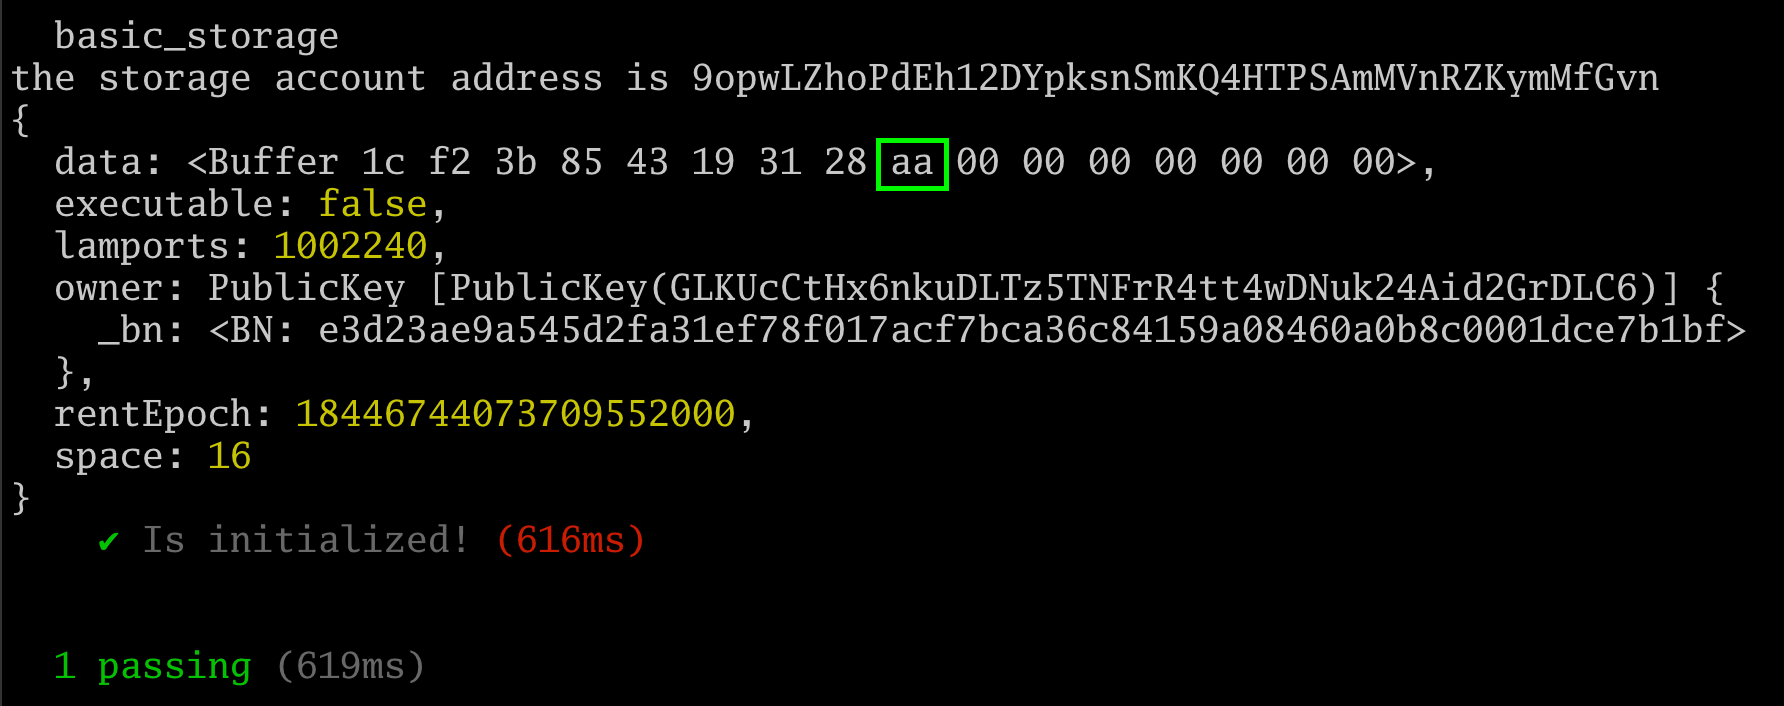 basic_storage
the storage account address is 9opwLZhoPdEh12DYpksnSmKQ4HTPSAmMVnRZKymMfGvn
{
data: <Buffer 1c f2 3b 85 43 19 31 28 aa 00 00 00 00 00 00 00>,
executable: false,
lamports: 1002240,
owner: PublicKey [PublicKey(GLKUcCtHx6nkuDLTz5TNFrR4tt4wDNuk24Aid2GrDLC6)] {
_bn: <BN: e3d23ae9a545d2fa31ef78f017acf7bca36c84159a08460a0b8c0001dce7b1bf>
},
rentEpoch: 18446744073709552000,
space: 16
}
✔ Is initialized! (616ms)
1 passing (619ms)